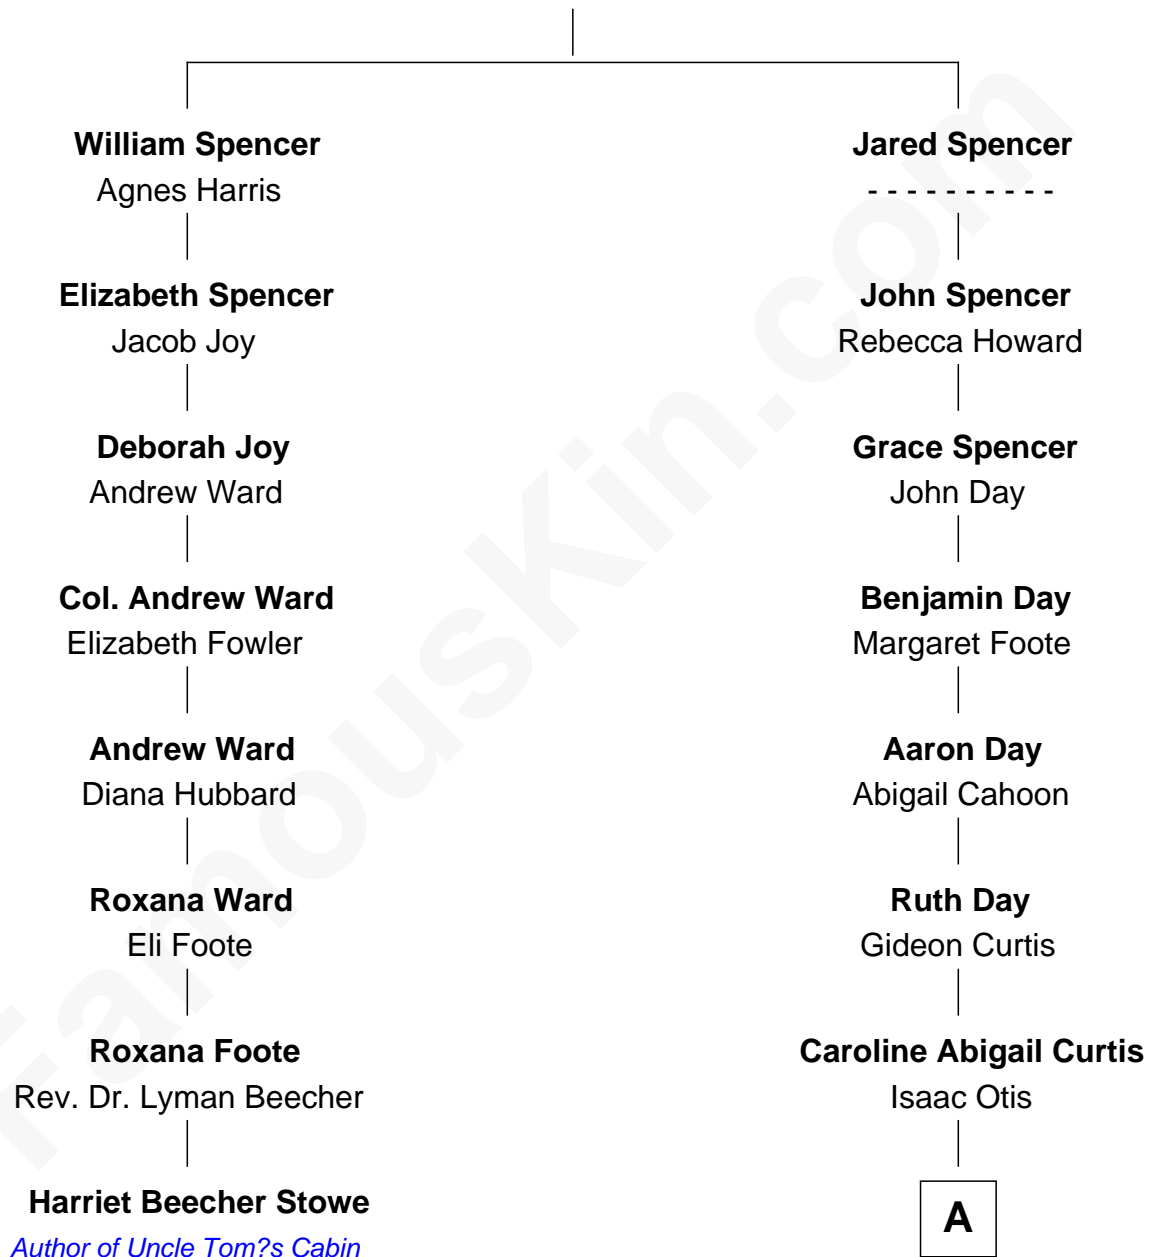 William Spencer
Agnes Harris
Elizabeth Spencer
Jacob Joy
Deborah Joy
Andrew Ward
Col. Andrew Ward
Elizabeth Fowler
Andrew Ward
Diana Hubbard
Roxana Ward
Eli Foote
Roxana Foote
Rev. Dr. Lyman Beecher
Harriet Beecher Stowe
Author of Uncle Tom?s Cabin
Jared Spencer
- - - - - - - - - -
John Spencer
Rebecca Howard
Grace Spencer
John Day
Benjamin Day
Margaret Foote
Aaron Day
Abigail Cahoon
Ruth Day
Gideon Curtis
Caroline Abigail Curtis
Isaac Otis
A
FamousKin.com